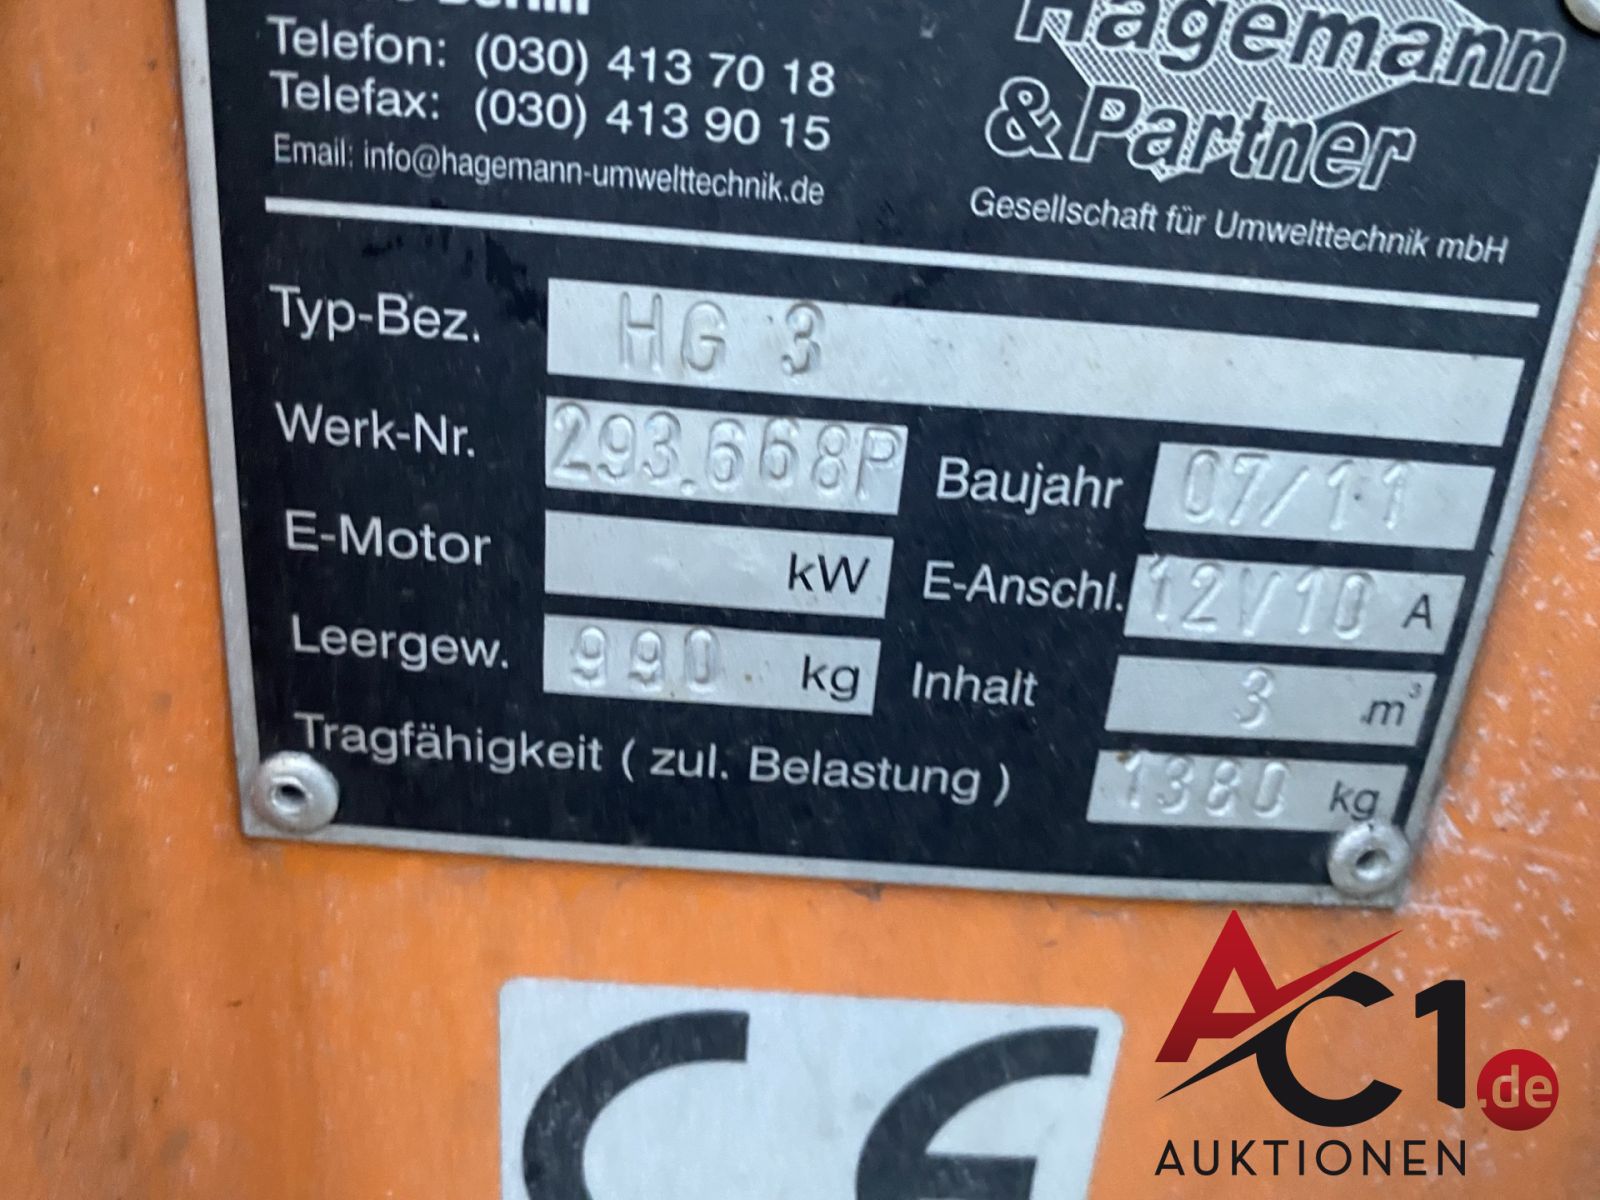 Berlin
Telefon: (030) 413 70 18
Telefax: (030) 413 90 15
Email: info@hagemann-umwelttechnik.de
Hagemann
& Partner
Gesellschaft für Umwelttechnik mbH
Typ-Bez. HG 3
Werk-Nr. 293.668P Baujahr 07/11
E-Motor kW E-Anschl. 12V/10 A
Leergew. 990 kg Inhalt 3 m³
Tragfähigkeit ( zul. Belastung ) 1380 kg
CE
AC1.de
AUKTIONEN